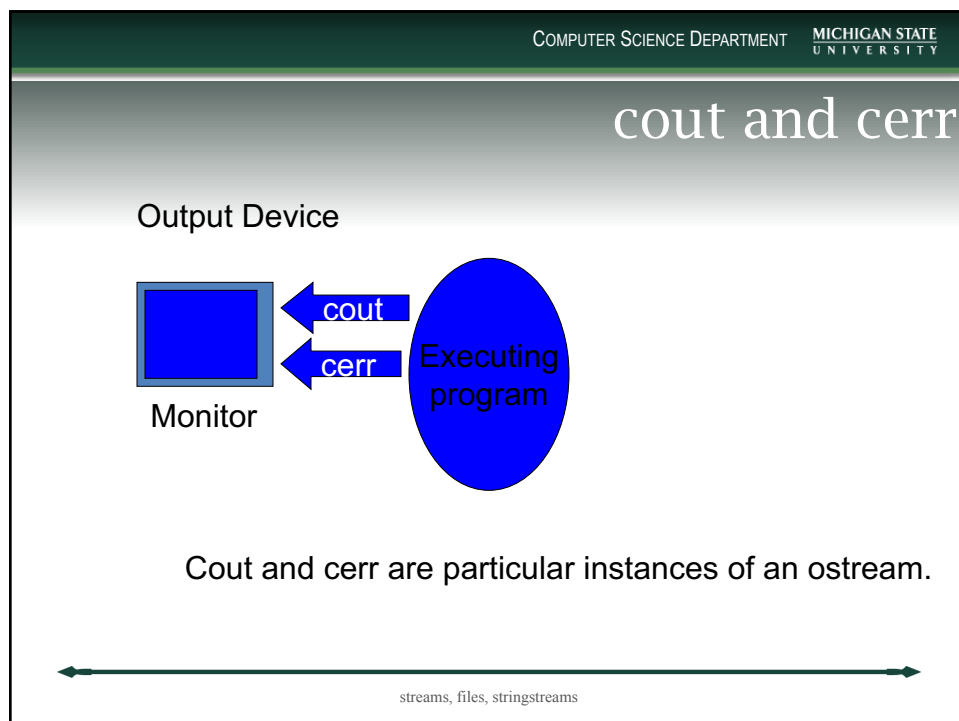 COMPUTER SCIENCE DEPARTMENT
MICHIGAN STATE
UNIVERSITY
cout and cerr
Output Device
cout
cerr
Executing
program
Monitor
Cout and cerr are particular instances of an ostream.
streams, files, stringstreams